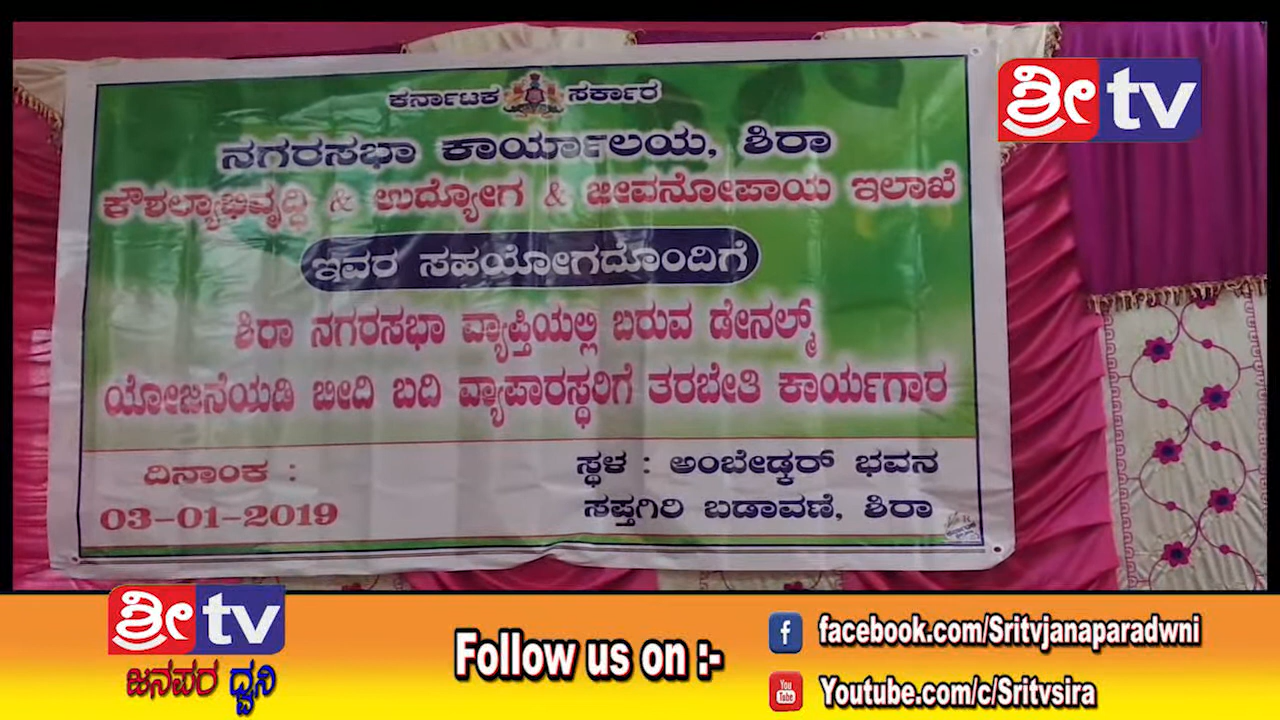 ಕರ್ನಾಟಕ ಸರ್ಕಾರ
ಶ್ರೀ tv
ನಗರಸಭಾ ಕಾರ್ಯಾಲಯ, ಶಿರಾ
ಕೌಶಲ್ಯಾಭಿವೃದ್ದಿ & ಉದ್ಯೋಗ & ಜೀವನೋಪಾಯ ಇಲಾಖೆ
ಇವರ ಸಹಯೋಗದೊಂದಿಗೆ
ಶಿರಾ ನಗರಸಭಾ ವ್ಯಾಪ್ತಿಯಲ್ಲಿ ಬರುವ ಡೇನಲ್ಮ್
ಯೋಜನೆಯಡಿ ಬೀದಿ ಬದಿ ವ್ಯಾಪಾರಸ್ಥರಿಗೆ ತರಬೇತಿ ಕಾರ್ಯಗಾರ
ದಿನಾಂಕ :
03-01-2019
ಸ್ಥಳ : ಅಂಬೇಡ್ಕರ್ ಭವನ
ಸಪ್ತಗಿರಿ ಬಡಾವಣೆ, ಶಿರಾ
ಶ್ರೀ tv
ಜನಪರ ಧ್ವನಿ
Follow us on :-
facebook.com/Sritvjanaparadwni
You Tube
Youtube.com/c/Sritvsira